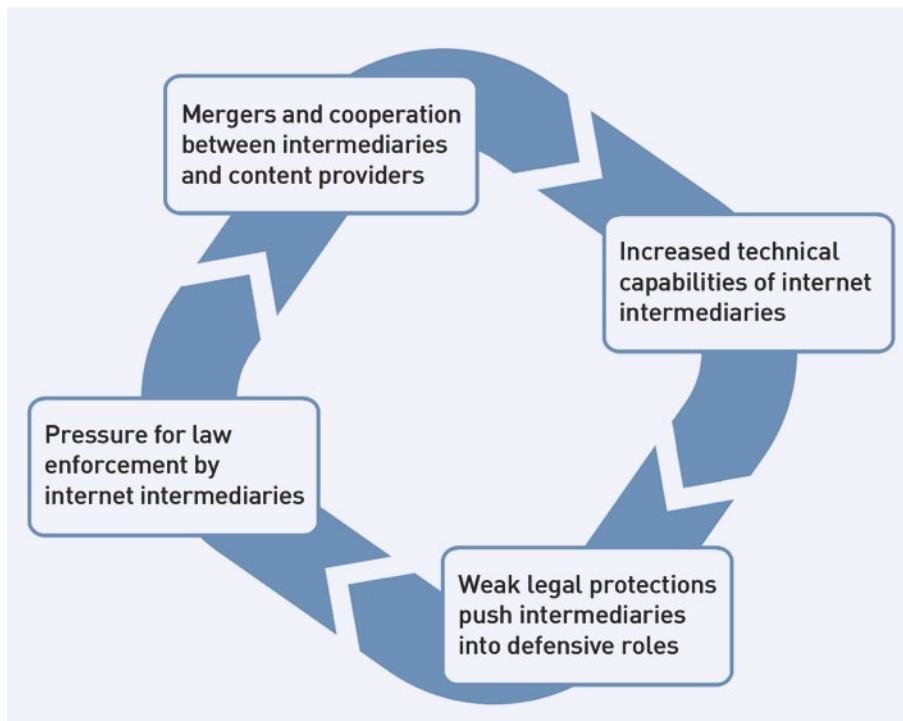 Mergers and cooperation
between intermediaries
and content providers
Increased technical
capabilities of internet
intermediaries
Weak legal protections
push intermediaries
into defensive roles
Pressure for law
enforcement by
internet intermediaries